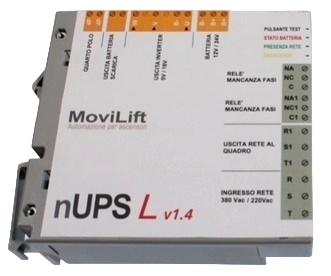 QUARTO POLO
USCITA BATTERIA
SCARICA
USCITA INVERTER
9V / 18V
BATTERIA
12V / 24V
PULSANTE TEST
STATO BATTERIA
PRESENZA RETE
RELE'
MANCANZA FASI
NA
NC
C
RELE'
MANCANZA FASI
NA1
NC1
C1
MoviLift
Automazione per ascensori
USCITA RETE AL
QUADRO
R1
S1
T1
INGRESSO RETE
380 Vac / 220Vac
R
S
T
nUPS L v1.4